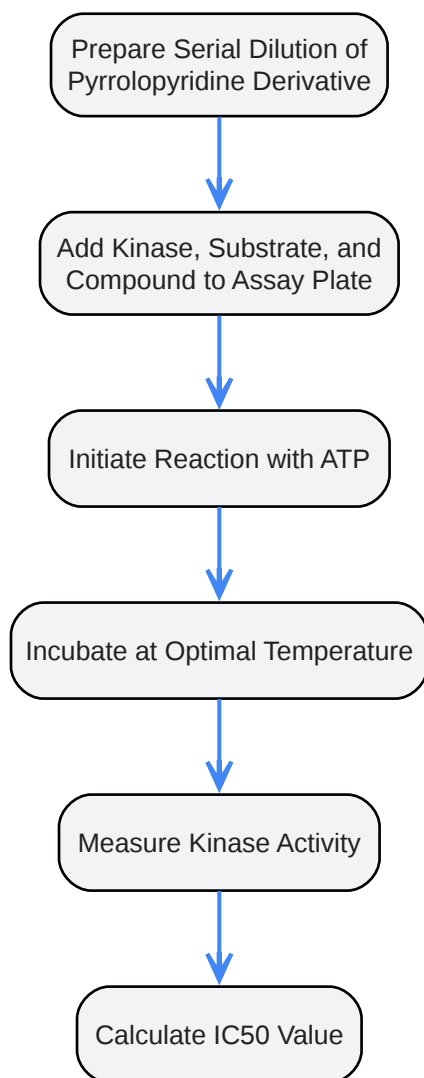 Prepare Serial Dilution of
Pyrrolopyridine Derivative
Add Kinase, Substrate, and
Compound to Assay Plate
Initiate Reaction with ATP
Incubate at Optimal Temperature
Measure Kinase Activity
Calculate IC50 Value